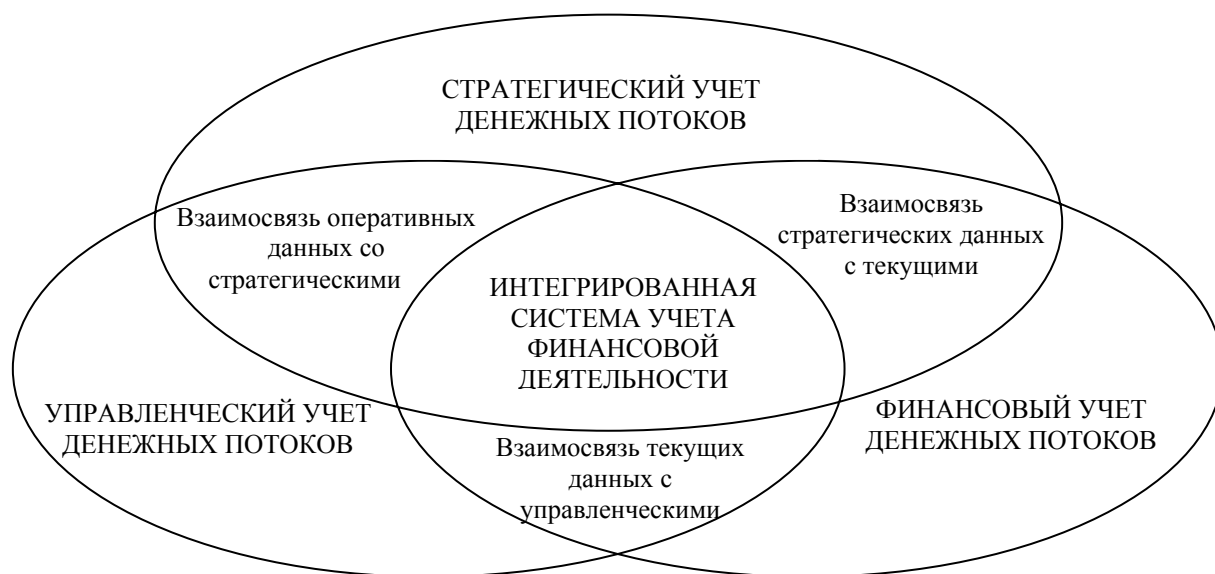 СТРАТЕГИЧЕСКИЙ УЧЕТ
ДЕНЕЖНЫХ ПОТОКОВ
Взаимосвязь оперативных
данных со
стратегическими
Взаимосвязь
стратегических данных
с текущими
ИНТЕГРИРОВАННАЯ
СИСТЕМА УЧЕТА
ФИНАНСОВОЙ
ДЕЯТЕЛЬНОСТИ
УПРАВЛЕНЧЕСКИЙ УЧЕТ
ДЕНЕЖНЫХ ПОТОКОВ
ФИНАНСОВЫЙ УЧЕТ
ДЕНЕЖНЫХ ПОТОКОВ
Взаимосвязь текущих
данных с
управленческими